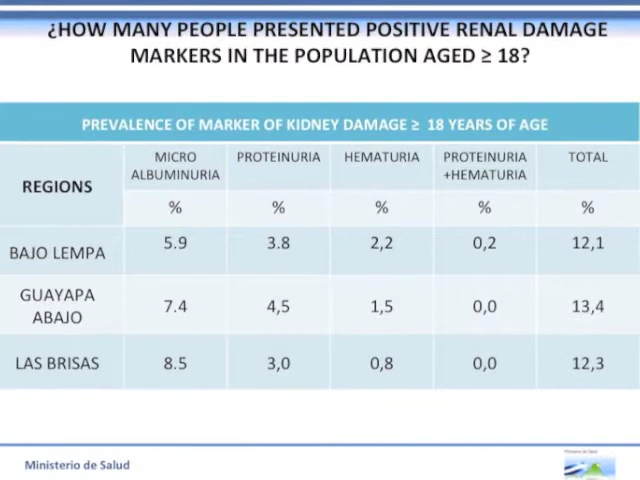 ¿HOW MANY PEOPLE PRESENTED POSITIVE RENAL DAMAGE
MARKERS IN THE POPULATION AGED ≥ 18?
PREVALENCE OF MARKER OF KIDNEY DAMAGE ≥ 18 YEARS OF AGE
REGIONS MICRO ALBUMINURIA PROTEINURIA HEMATURIA PROTEINURIA +HEMATURIA TOTAL
% % % % %
BAJO LEMPA 5.9 3.8 2,2 0,2 12,1
GUAYAPA ABAJO 7.4 4,5 1,5 0,0 13,4
LAS BRISAS 8.5 3,0 0,8 0,0 12,3
Ministerio de Salud